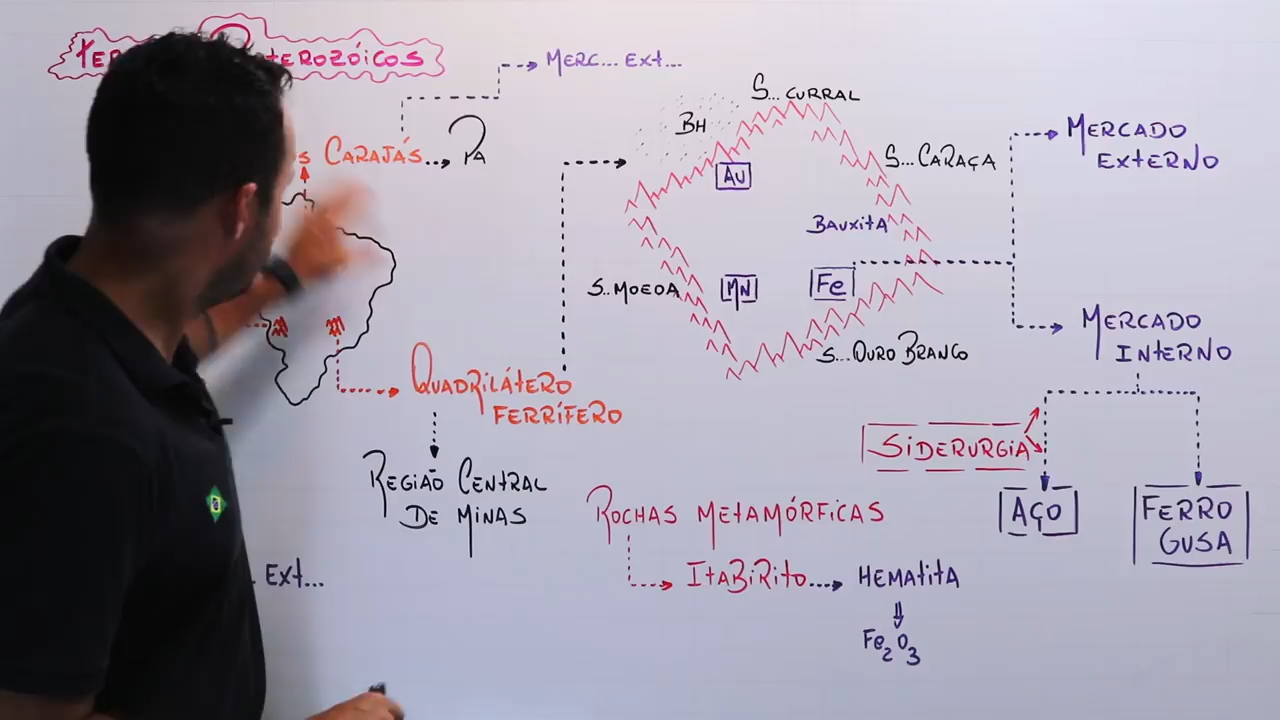 TEROZÓICOS
MERC... EXT...
S CARAJÁS
PA
BH
S... CURRAL
AU
S... CARAÇA
BAUXITA
S.. MOEDA
MN
Fe
S... OURO BRANCO
MERCADO
EXTERNO
MERCADO
INTERNO
QUADRILÁTERO
FERRÍFERO
REGIÃO CENTRAL
DE MINAS
SIDERURGIA
AÇO
FERRO
GUSA
ROCHAS METAMÓRFICAS
ITABIRITO... HEMATITA
Fe2O3
. EXT...